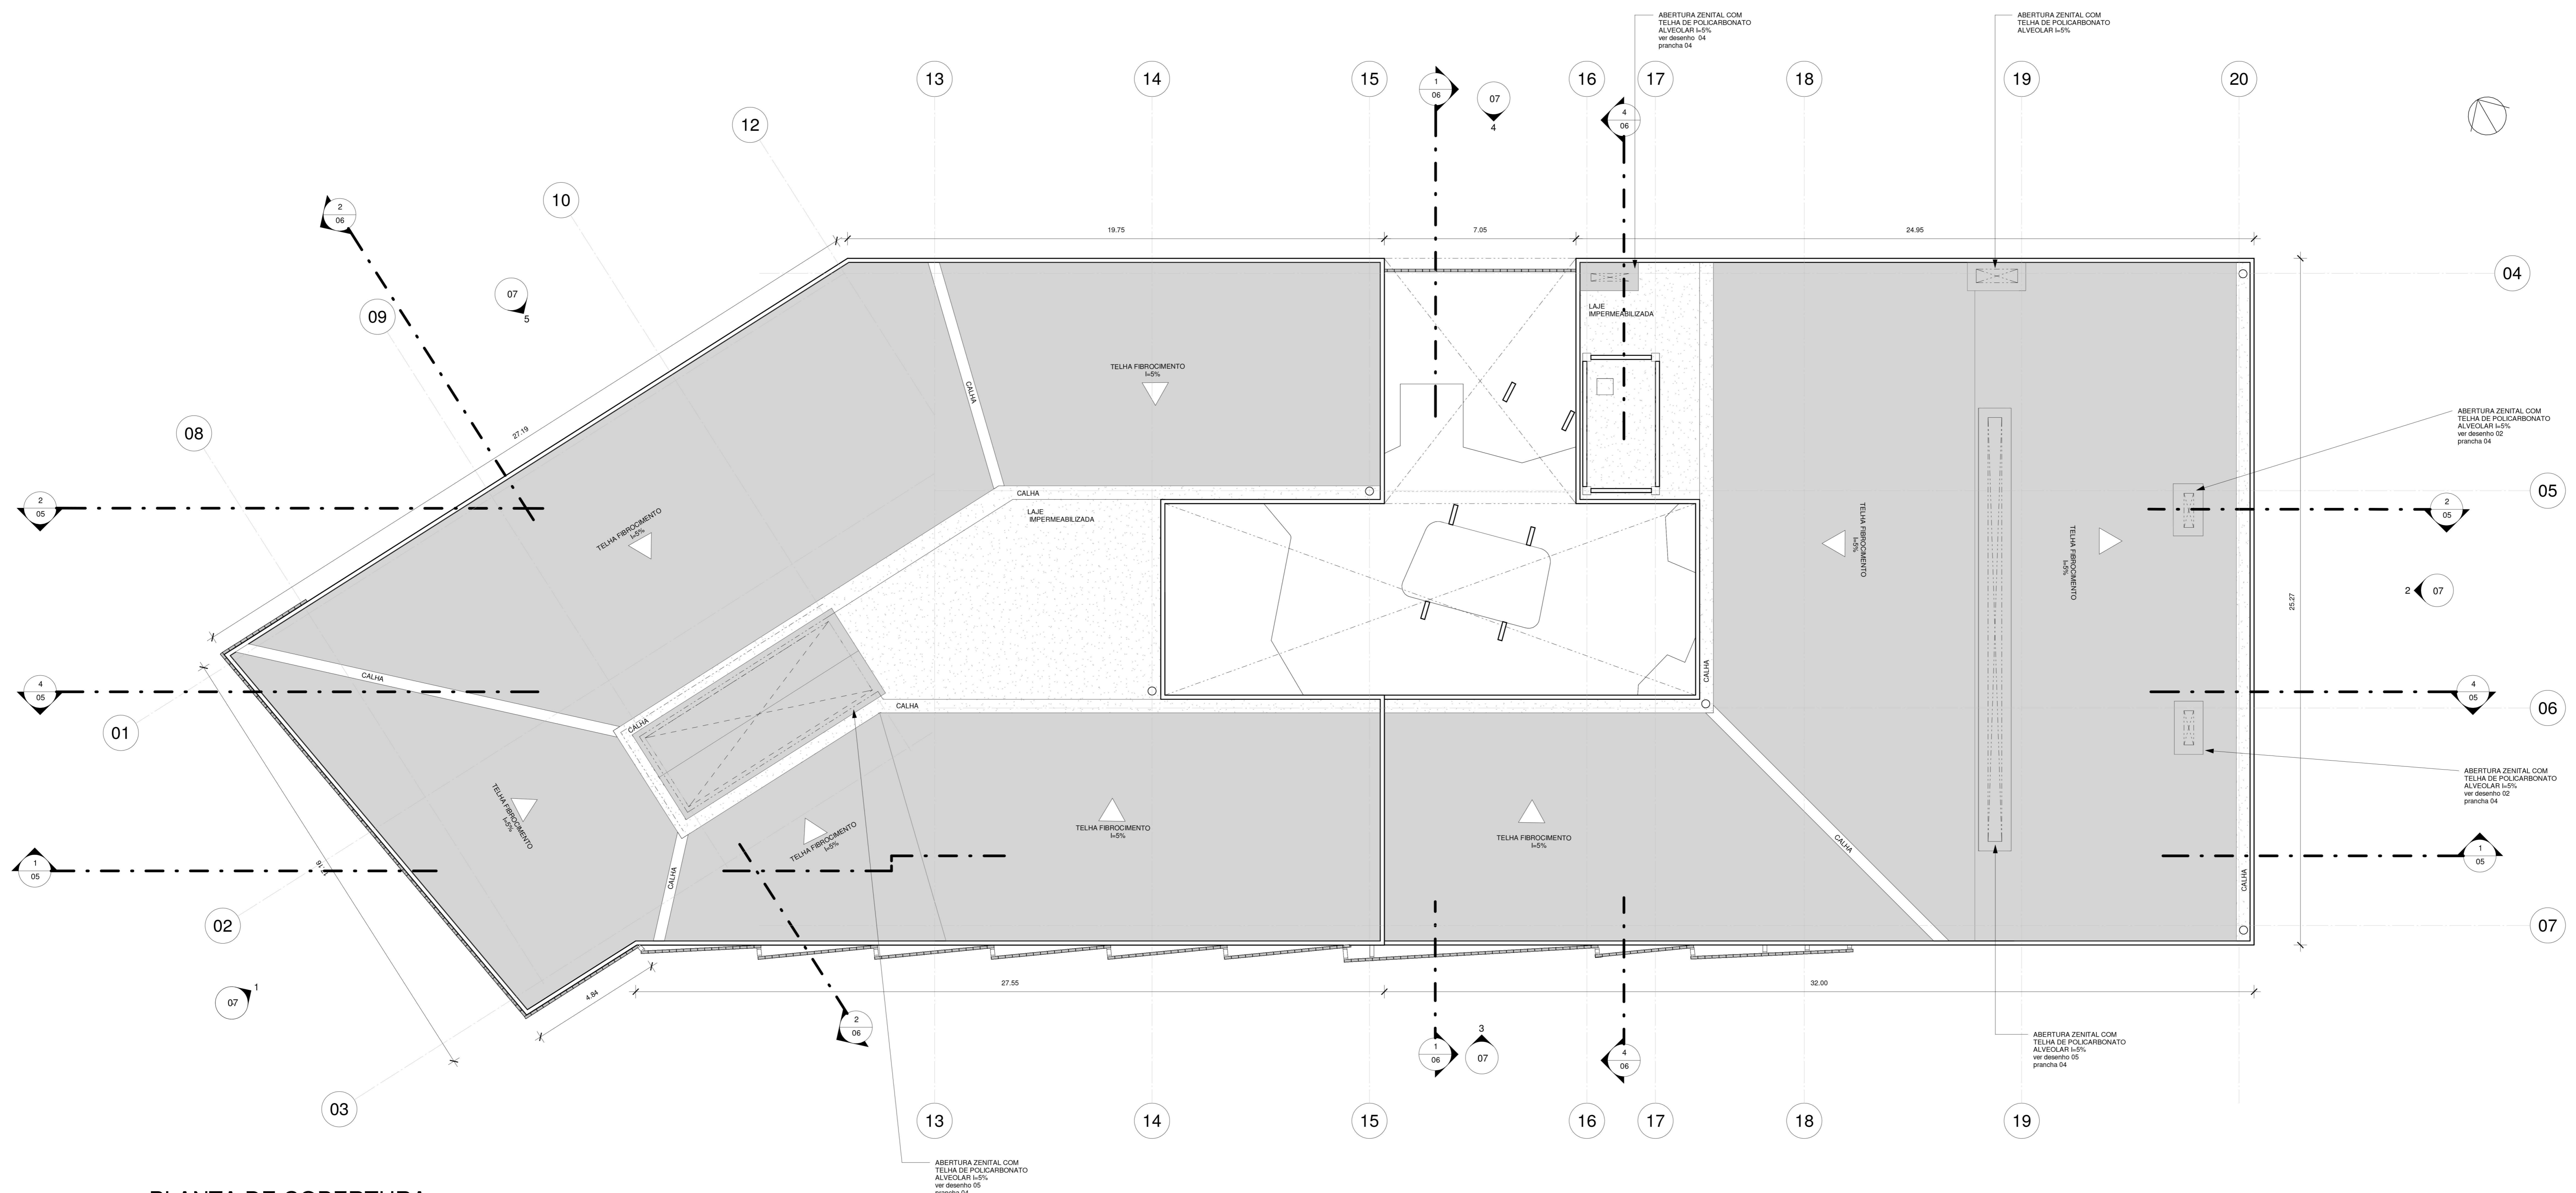 ABERTURA ZENITAL COM
TELHA DE POLICARBONATO
ALVEOLAR I=5%
ver desenho 04
prancha 04
ABERTURA ZENITAL COM
TELHA DE POLICARBONATO
ALVEOLAR I=5%
13
14
15
16
17
18
19
20
1
06
07
4
4
06
12
10
09
08
2
06
07
5
19.75
7.05
24.95
04
27.19
LAJE
IMPERMEABILIZADA
TELHA FIBROCIMENTO
I=5%
CALHA
ABERTURA ZENITAL COM
TELHA DE POLICARBONATO
ALVEOLAR I=5%
ver desenho 02
prancha 04
2
05
CALHA
LAJE
IMPERMEABILIZADA
TELHA FIBROCIMENTO
I=5%
TELHA FIBROCIMENTO
I=5%
TELHA FIBROCIMENTO
I=5%
05
2
05
2
07
25.27
4
05
CALHA
CALHA
CALHA
CALHA
4
05
06
01
ABERTURA ZENITAL COM
TELHA DE POLICARBONATO
ALVEOLAR I=5%
ver desenho 02
prancha 04
TELHA FIBROCIMENTO
I=5%
TELHA FIBROCIMENTO
I=5%
TELHA FIBROCIMENTO
I=5%
TELHA FIBROCIMENTO
I=5%
CALHA
CALHA
CALHA
1
05
1
05
02
07
07
1
4.84
27.55
32.00
2
06
1
06
3
07
4
06
ABERTURA ZENITAL COM
TELHA DE POLICARBONATO
ALVEOLAR I=5%
ver desenho 05
prancha 04
03
13
14
15
16
17
18
19
ABERTURA ZENITAL COM
TELHA DE POLICARBONATO
ALVEOLAR I=5%
ver desenho 05
prancha 04
PLANTA DE COBERTURA